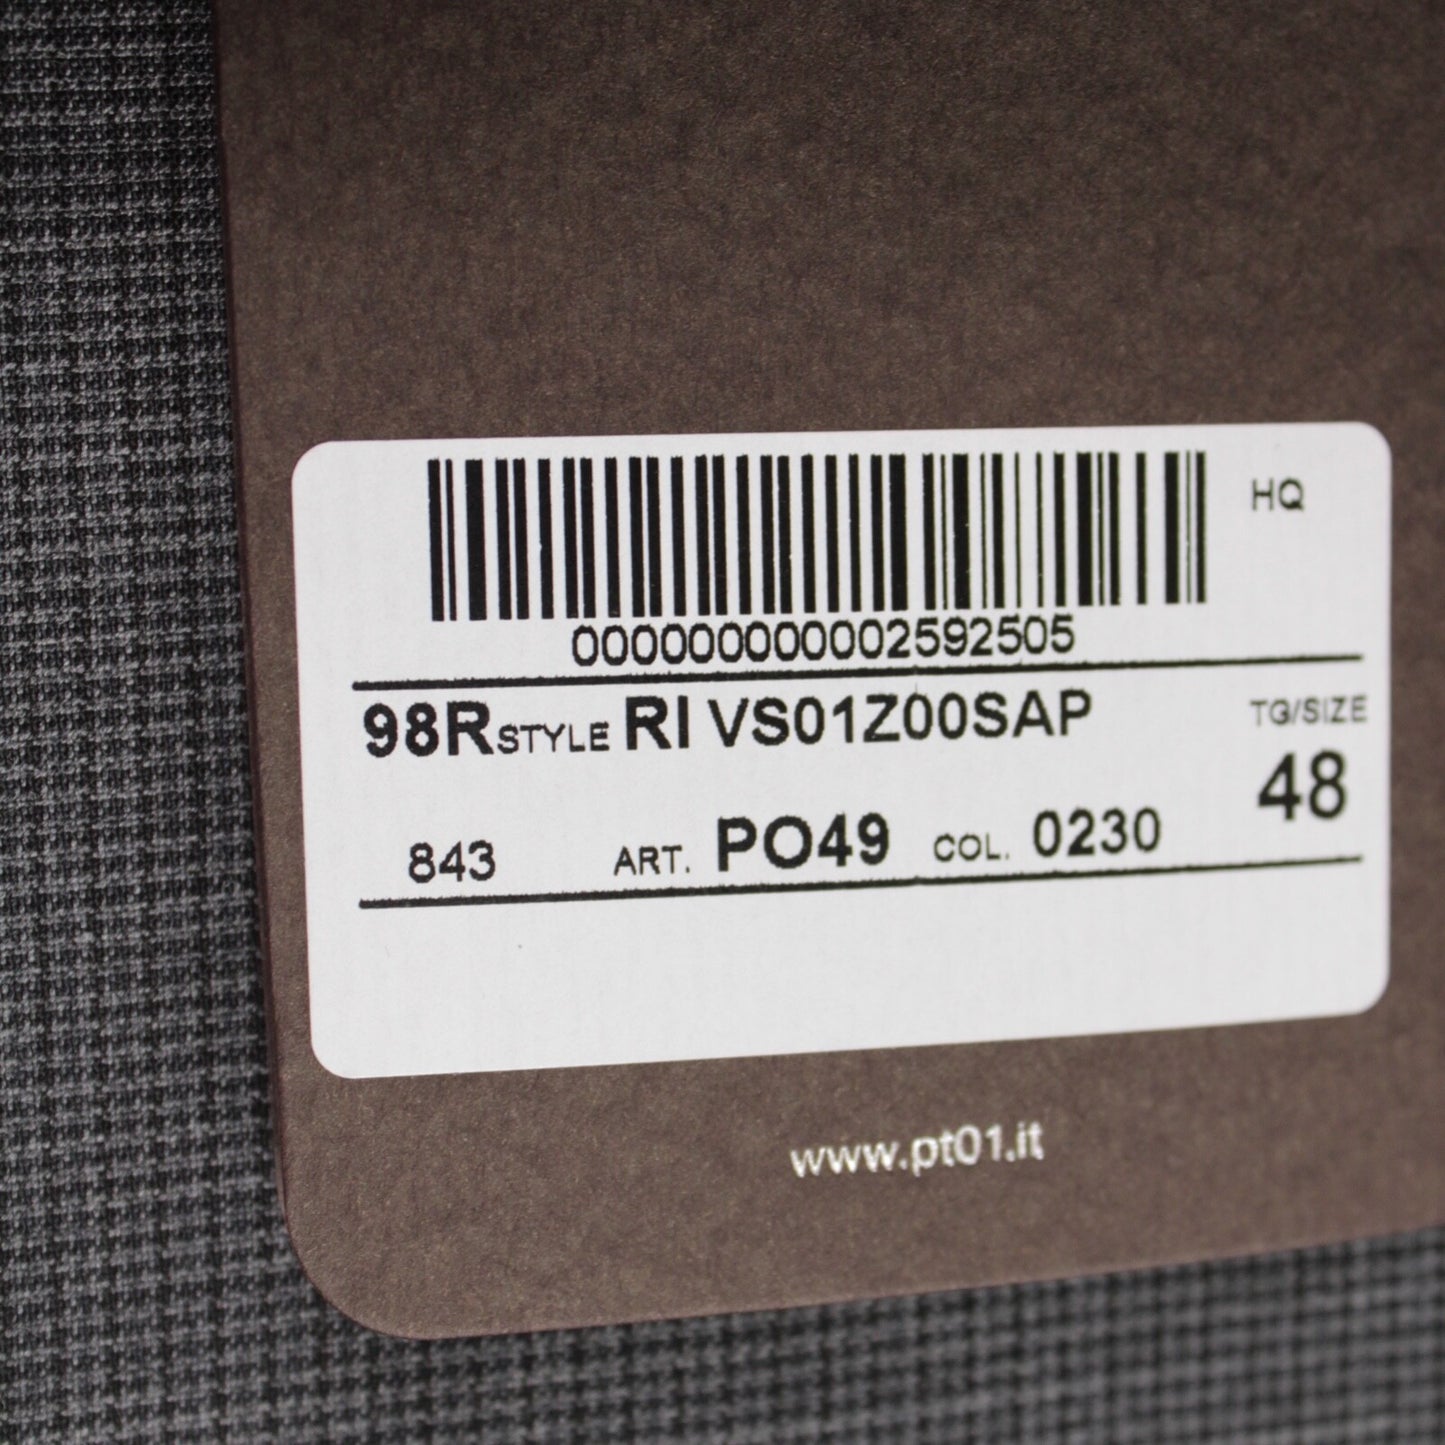 HQ
0000000000002592505
98R STYLE RI VS01Z00SAP TG/SIZE
48
843 ART. PO49 COL. 0230
www.pt01.it